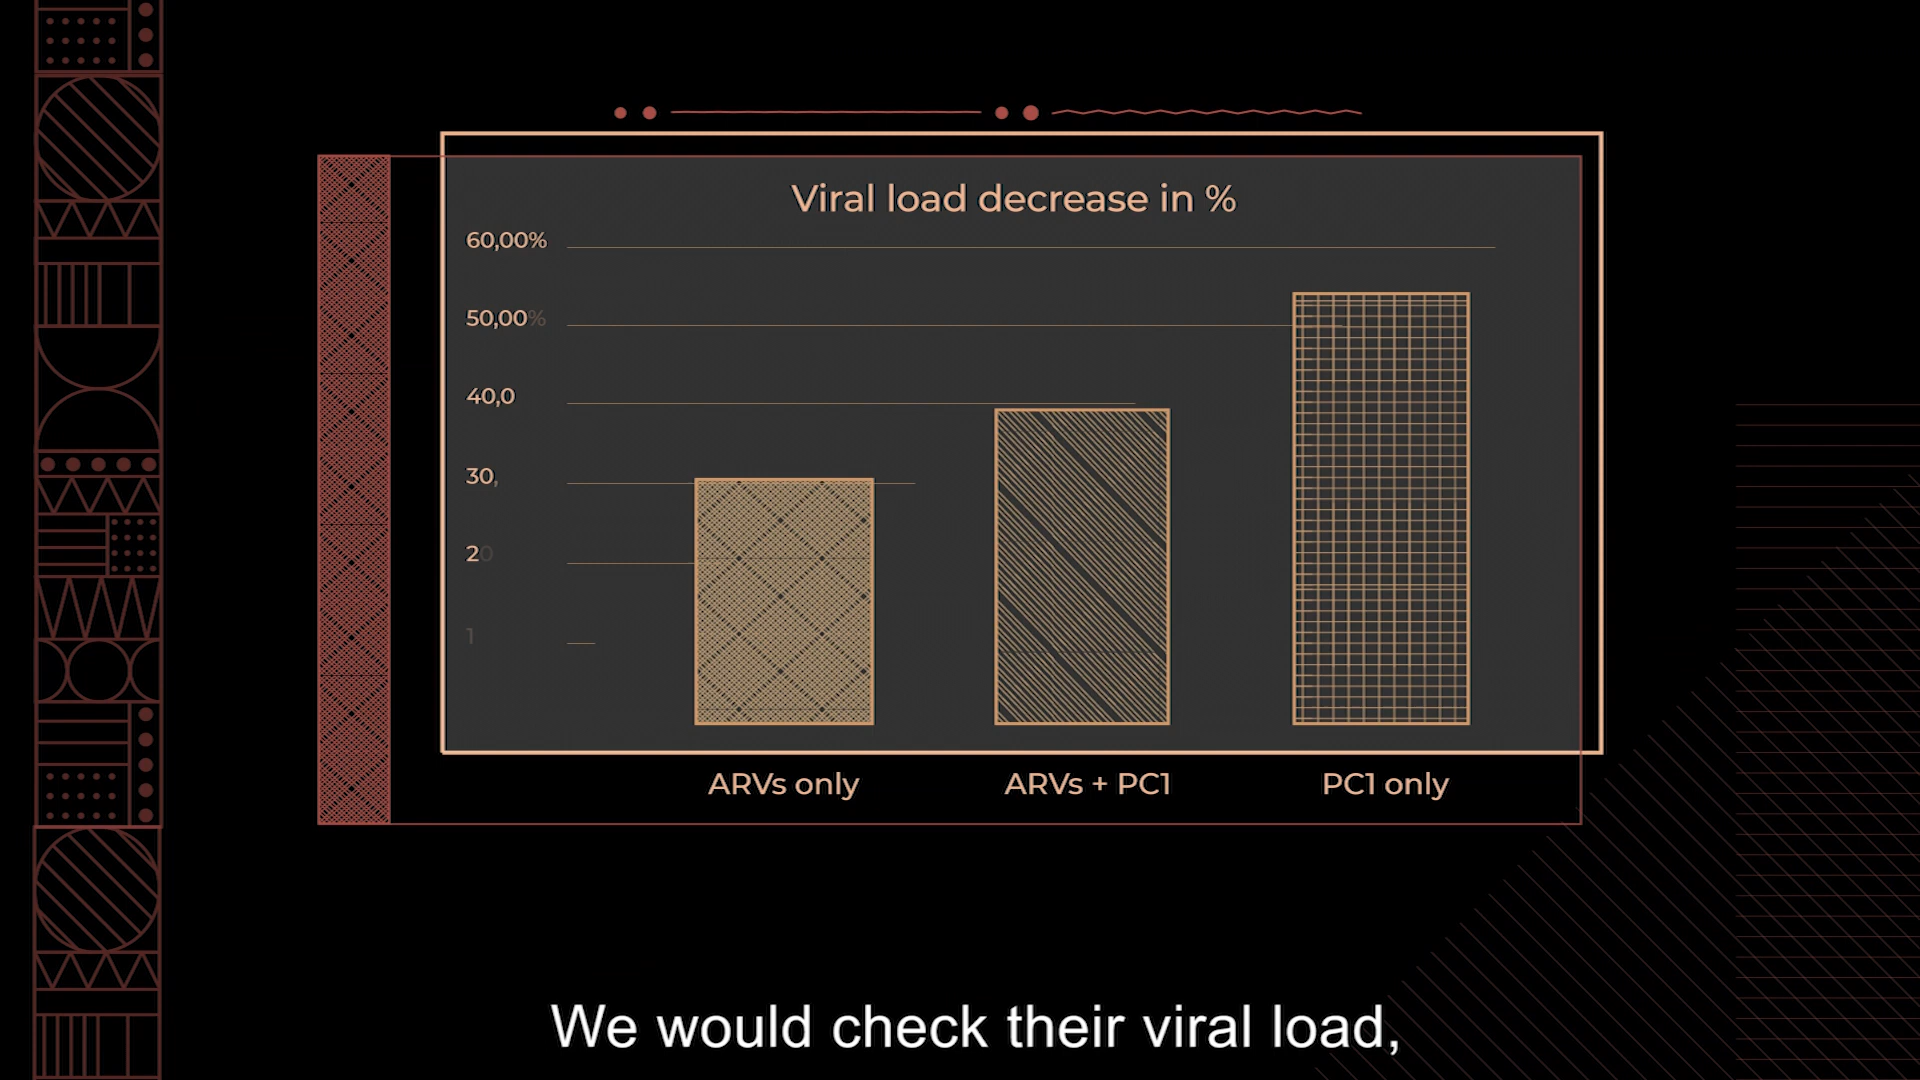 Viral load decrease in %
60,00%
50,00%
40,0
30,
20
1
ARVs only
ARVs + PC1
PC1 only
We would check their viral load,